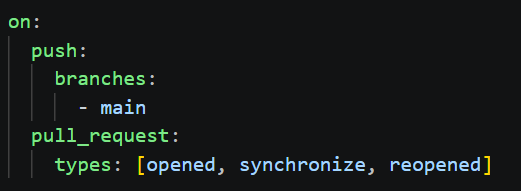 on:
  push:
    branches:
      - main
  pull_request:
    types: [opened, synchronize, reopened]